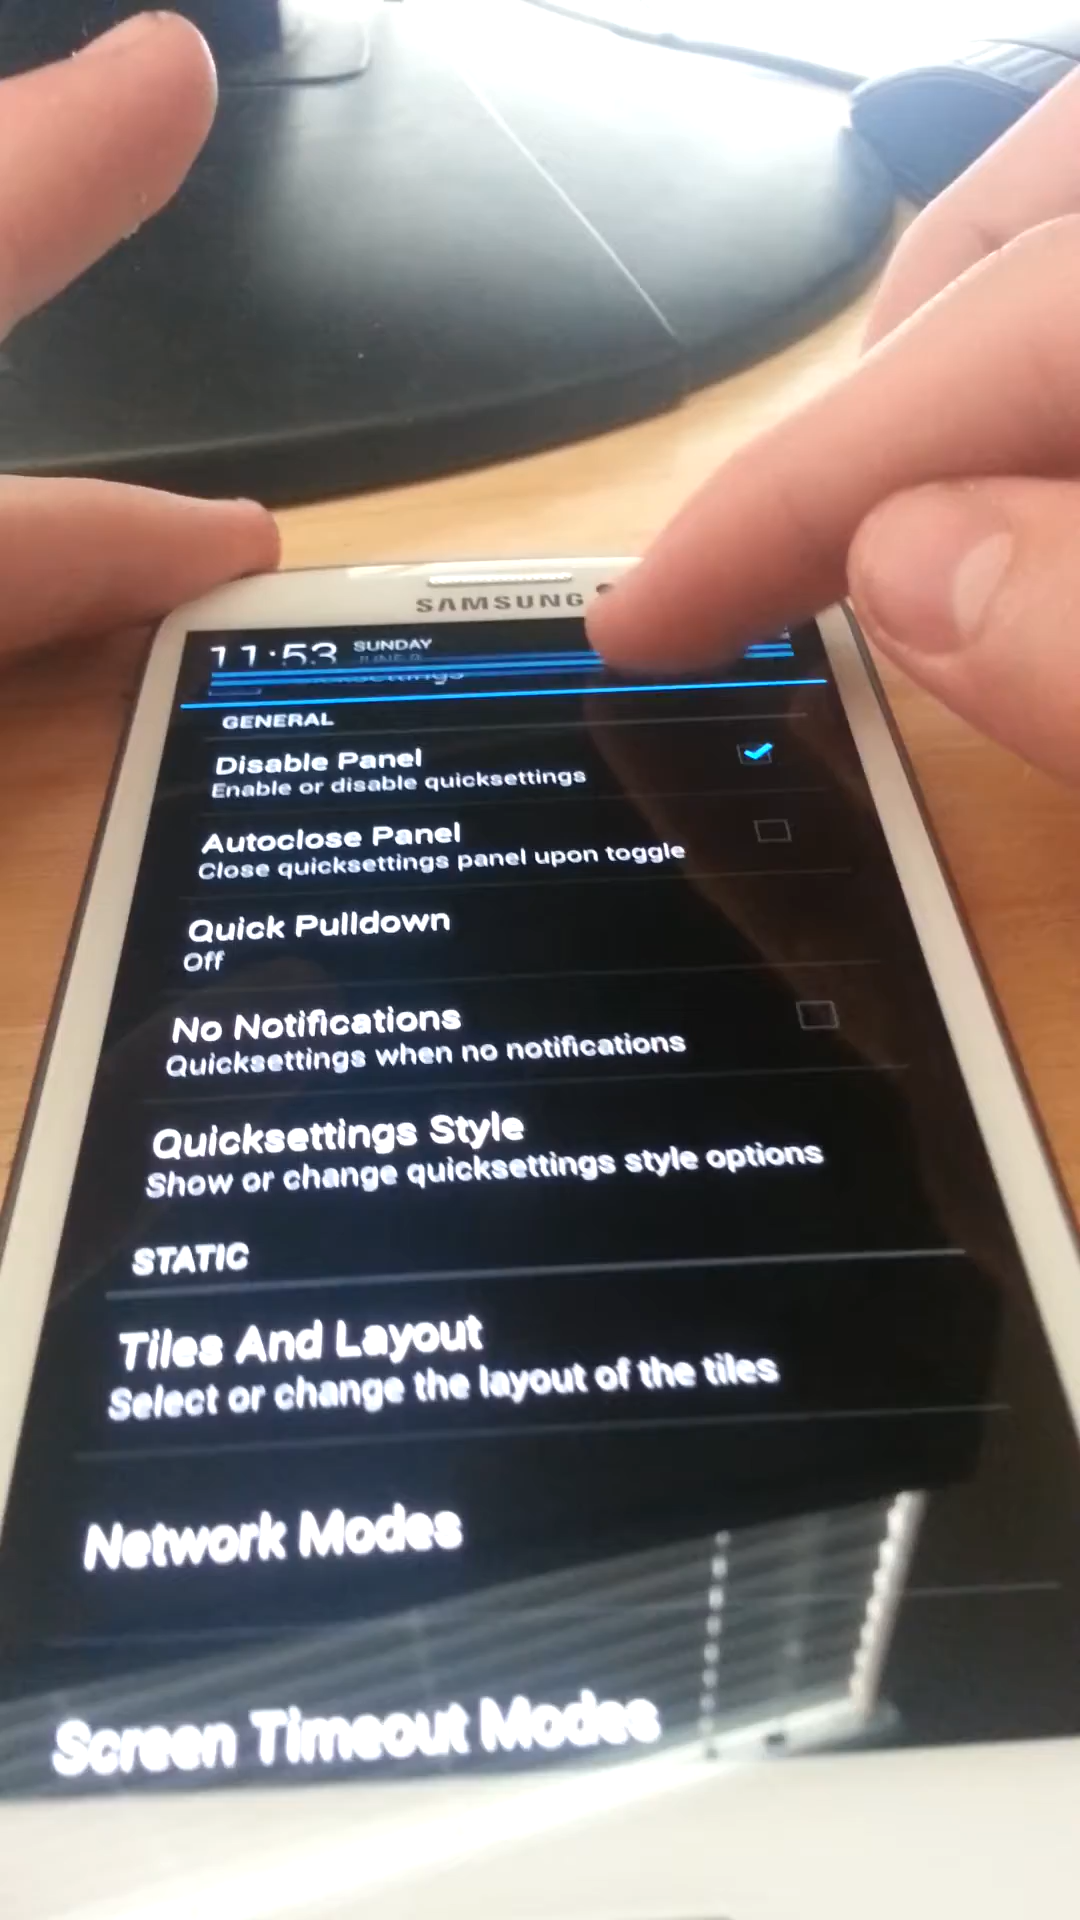 SAMSUNG
11:53 SUNDAY
GENERAL
Disable Panel
Enable or disable quicksettings
Autoclose Panel
Close quicksettings panel upon toggle
Quick Pulldown
Off
No Notifications
Quicksettings when no notifications
Quicksettings Style
Show or change quicksettings style options
STATIC
Tiles And Layout
Select or change the layout of the tiles
Network Modes
Screen Timeout Modes